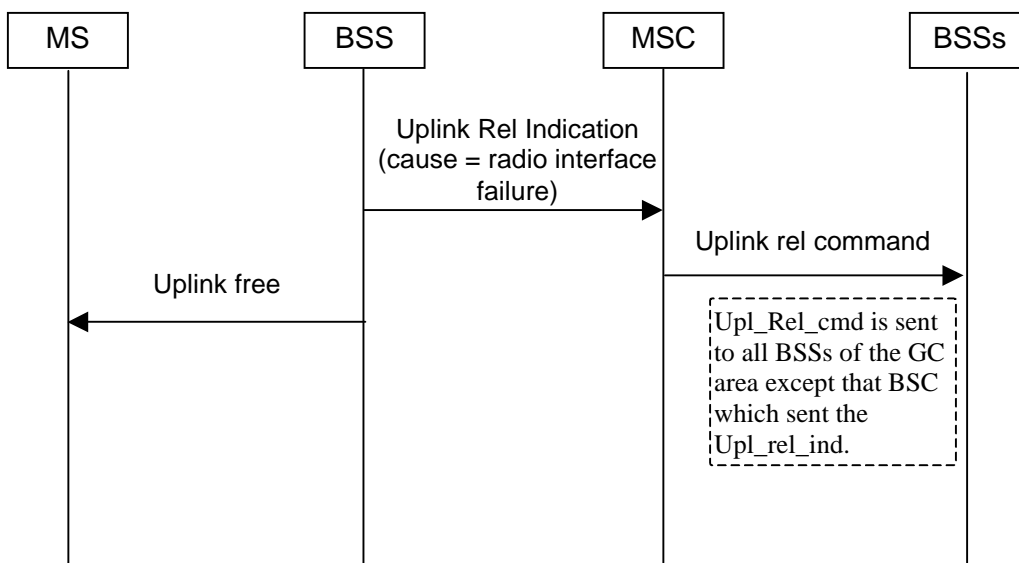 MS
BSS
MSC
BSSs
Uplink Rel Indication
(cause = radio interface
failure)
Uplink rel command
Uplink free
Upl_Rel_cmd is sent
to all BSSs of the GC
area except that BSC
which sent the
Upl_rel_ind.